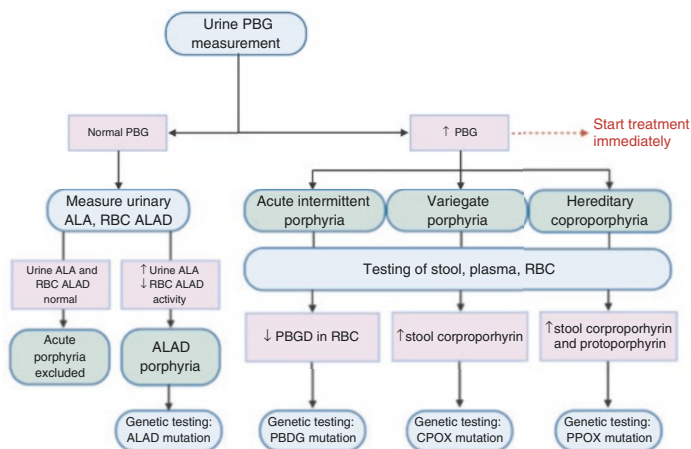 Urine PBG
measurement
Normal PBG
↑ PBG
Start treatment
immediately
Measure urinary
ALA, RBC ALAD
Acute intermittent
porphyria
Variegate
porphyria
Hereditary
coproporphyria
Testing of stool, plasma, RBC
Urine ALA and
RBC ALAD
normal
↑ Urine ALA
↓ RBC ALAD
activity
↓ PBGD in RBC
↑stool corproporhyrin
↑stool corproporhyrin
and protoporphyrin
Acute
porphyria
excluded
ALAD
porphyria
Genetic testing:
ALAD mutation
Genetic testing:
PBDG mutation
Genetic testing:
CPOX mutation
Genetic testing:
PPOX mutation